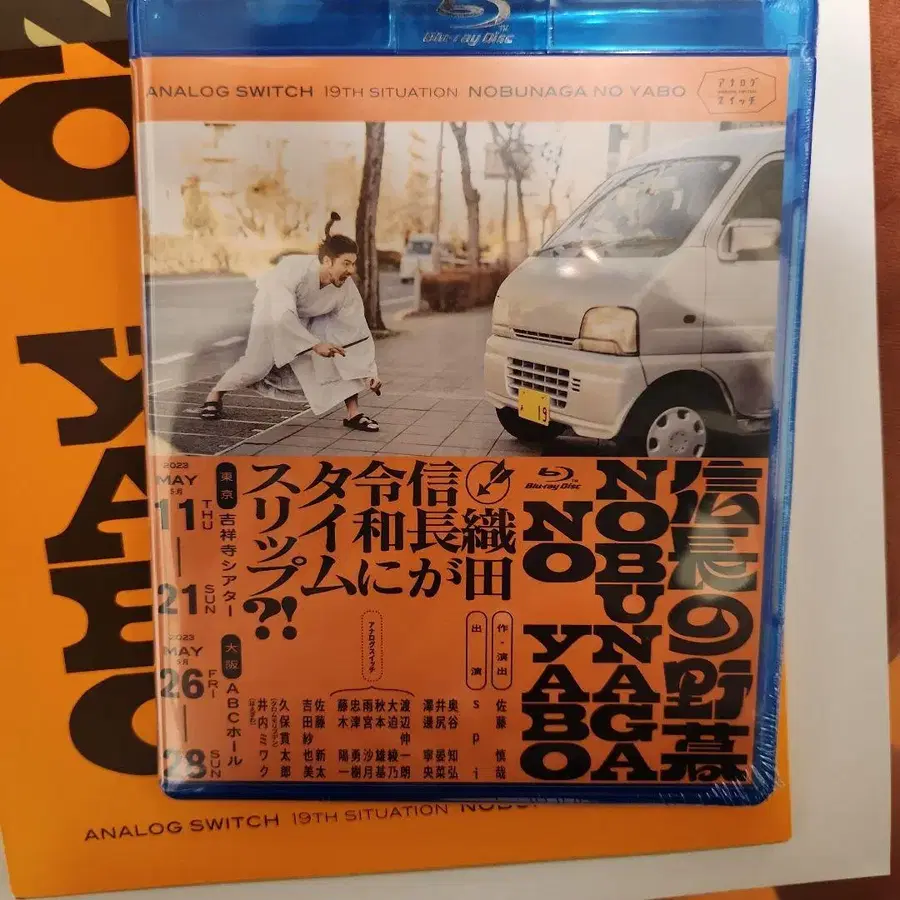 Blu-ray Disc
ANALOG SWITCH 19TH SITUATION NOBUNAGA NO YABO
アナログ
スイッチ
19
信長の野暮
NOBUNAGA
NO YABO
Blu-ray Disc
織田
信長が
令和に
タイム
スリップ?!
作・演出
佐藤慎哉
出演
spi
アナログスイッチ
渡辺伸一朗
大迫綾乃
秋本雄基
雨宮沙月
忠津勇樹
藤木陽一
佐藤新太
吉田紗也美
久保貫太郎
井内ミワク
2023
MAY
5月
11
THU
21
SUN
東京
吉祥寺シアター
2023
MAY
5月
26
FRI
28
SUN
大阪
ABCホール
YABO
ANALOG SWITCH 19TH SITUATION